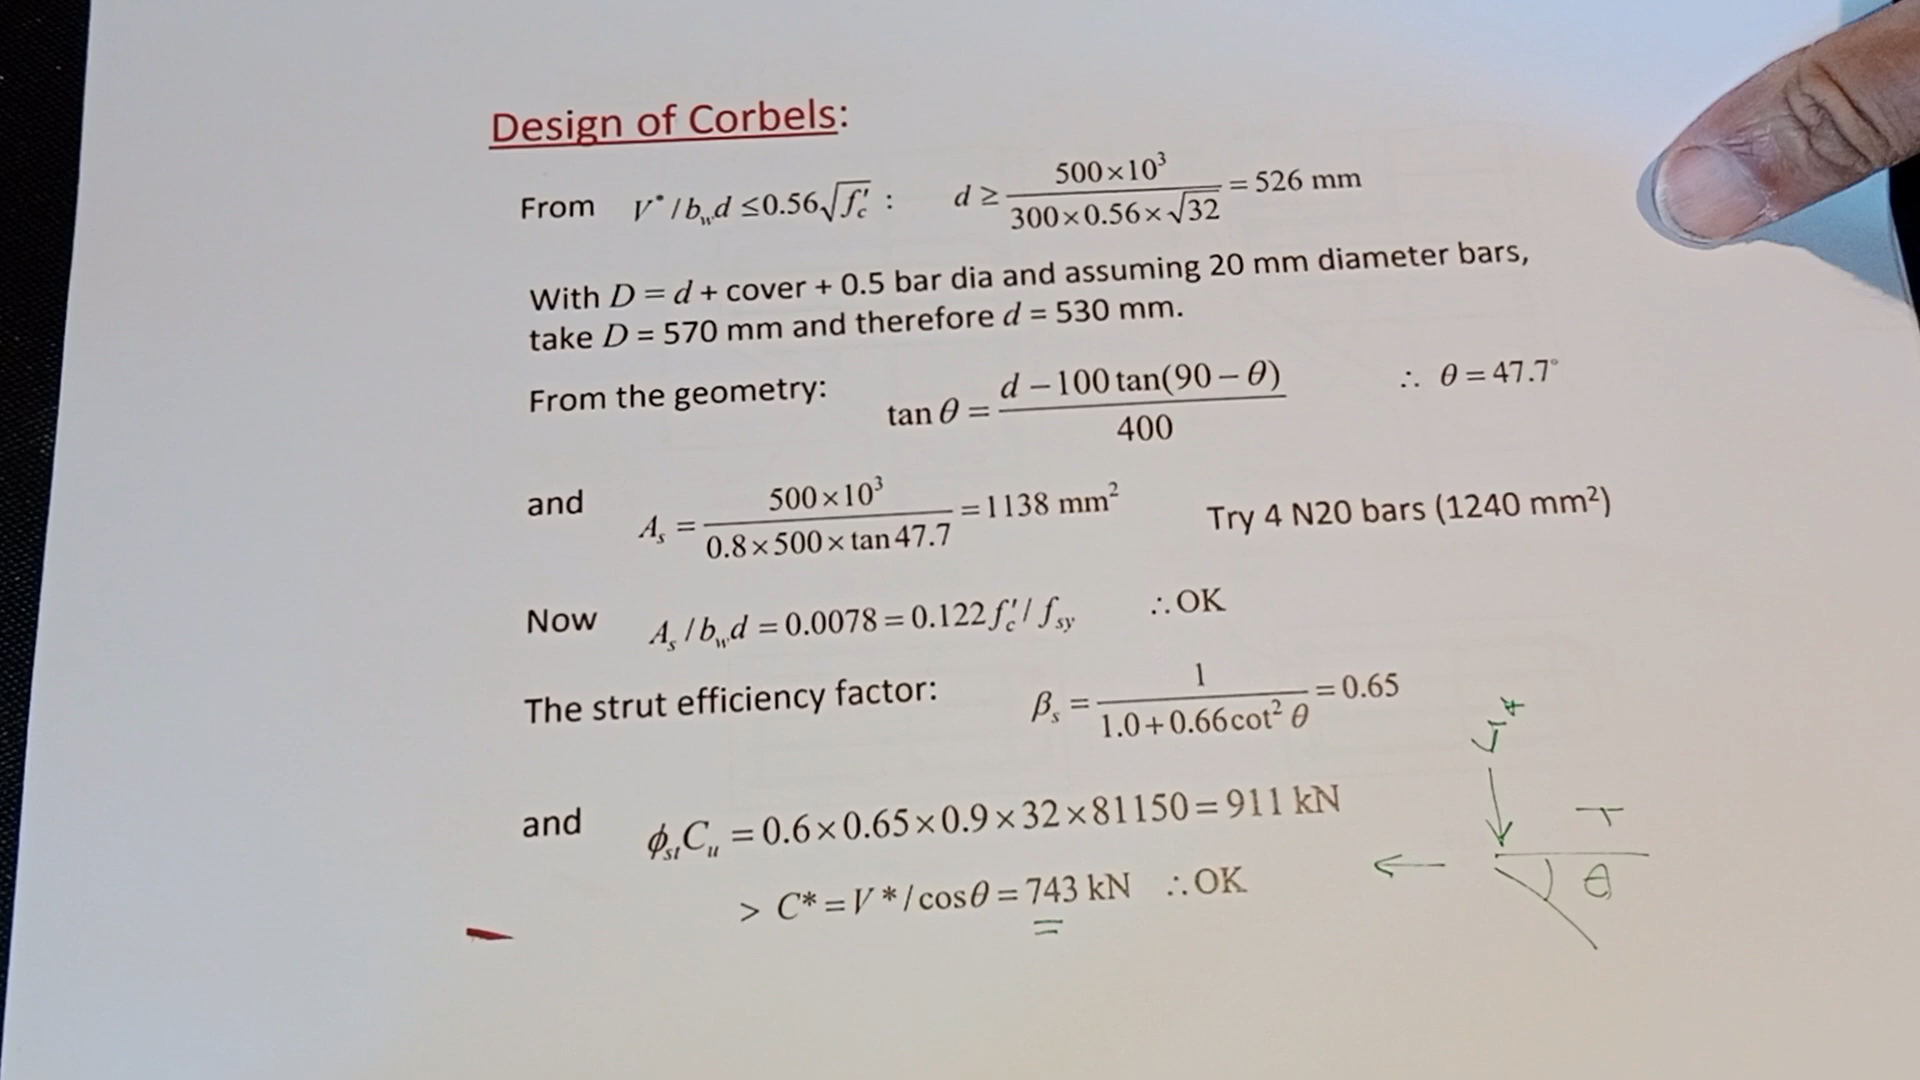 Design of Corbels:
From V*/b_w d ≤0.56√f′c : d ≥ 500×10³ / 300×0.56×√32 = 526 mm
With D = d + cover + 0.5 bar dia and assuming 20 mm diameter bars,
take D = 570 mm and therefore d = 530 mm.
From the geometry: tan θ = d − 100 tan(90 − θ) / 400 ∴ θ = 47.7°
and A_s = 500×10³ / 0.8×500×tan 47.7 = 1138 mm² Try 4 N20 bars (1240 mm²)
Now A_s / b_w d = 0.0078 = 0.122 f′c / f_sy ∴ OK
The strut efficiency factor: β_s = 1 / 1.0+0.66cot² θ = 0.65
and ϕ_st C_u = 0.6×0.65×0.9×32×81150 = 911 kN
> C* = V*/cosθ = 743 kN ∴ OK
V*
T
θ